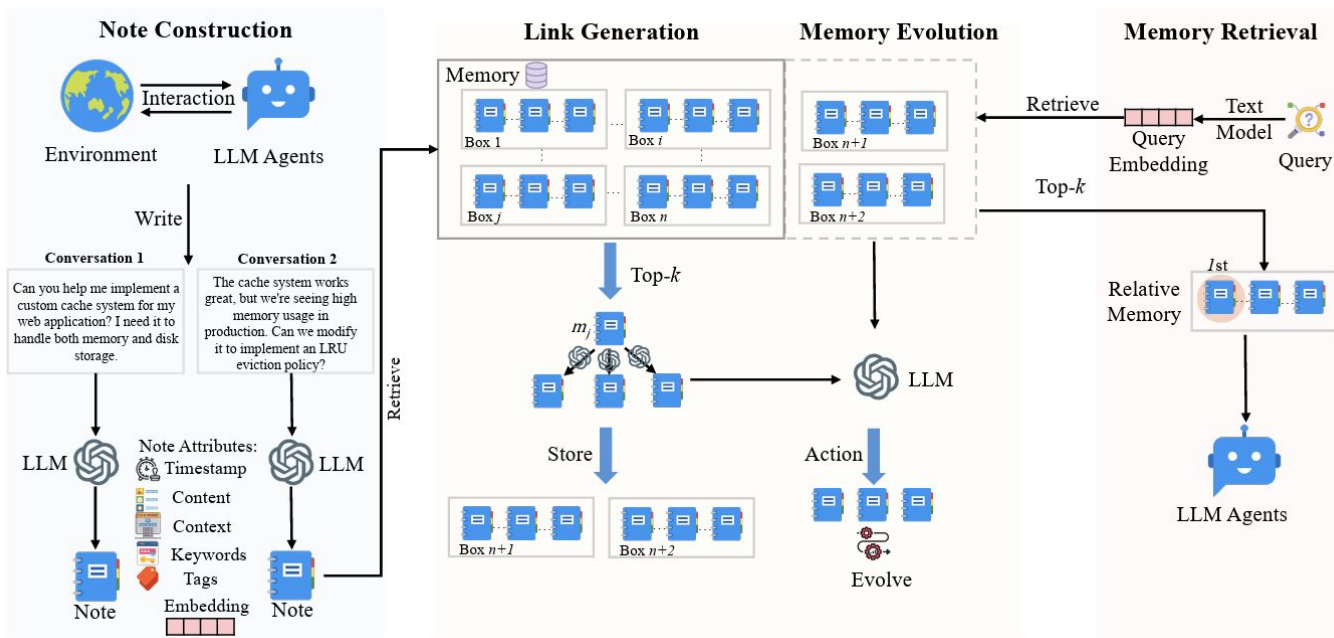 Note Construction
Interaction
Environment
LLM Agents
Write
Conversation 1
Can you help me implement a
custom cache system for my
web application? I need it to
handle both memory and disk
storage.
Conversation 2
The cache system works
great, but we're seeing high
memory usage in
production. Can we modify
it to implement an LRU
eviction policy?
LLM
Note Attributes:
Timestamp
Content
Context
Keywords
Tags
Embedding
LLM
Note
Note
Retrieve
Link Generation
Memory
Box 1
Box i
Box j
Box n
Top-k
mj
Store
Box n+1
Box n+2
Memory Evolution
Box n+1
Box n+2
LLM
Action
Evolve
Memory Retrieval
Retrieve
Text
Model
Query
Embedding
Query
Top-k
1st
Relative
Memory
LLM Agents